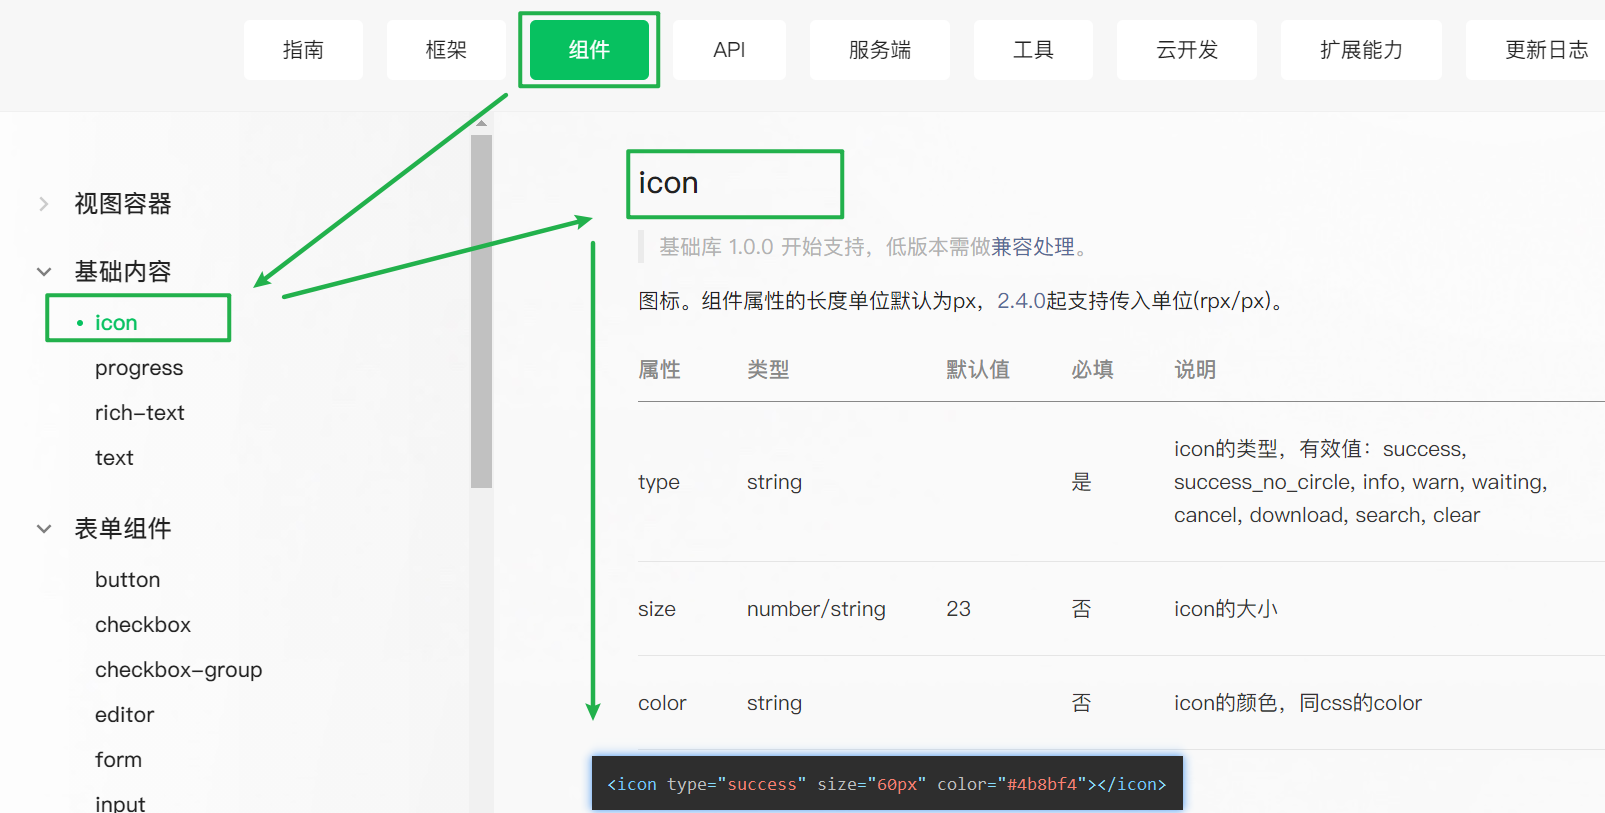 指南 框架 组件 API 服务端 工具 云开发 扩展能力 更新日志
视图容器
基础内容
icon
progress
rich-text
text
表单组件
button
checkbox
checkbox-group
editor
form
input
icon
基础库 1.0.0 开始支持，低版本需做兼容处理。
图标。组件属性的长度单位默认为px，2.4.0起支持传入单位(rpx/px)。
属性 类型 默认值 必填 说明
type string 是 icon的类型，有效值：success,
success_no_circle, info, warn, waiting,
cancel, download, search, clear
size number/string 23 否 icon的大小
color string 否 icon的颜色，同css的color
<icon type="success" size="60px" color="#4b8bf4"></icon>